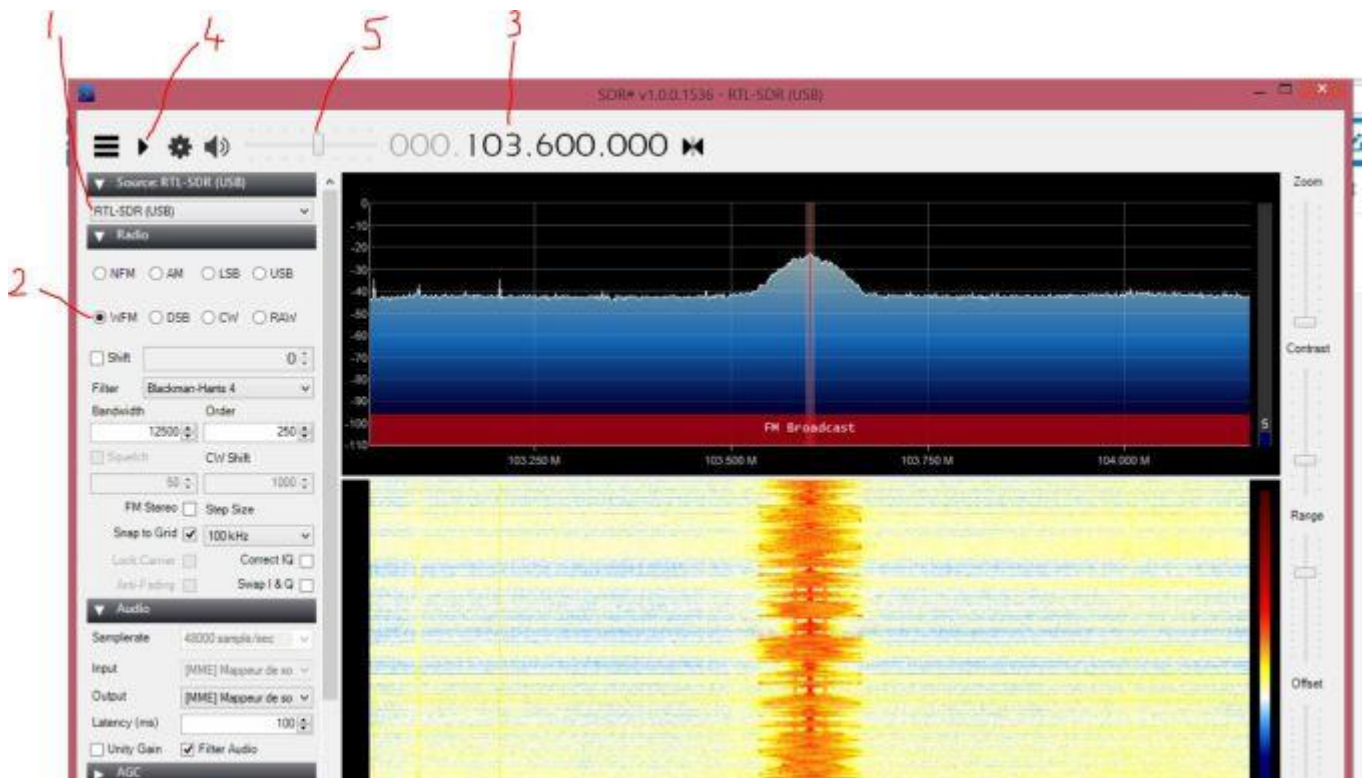 1 4 5 3
SDR# v1.0.0.1536 - RTL-SDR (USB)
000.103.600.000
Source: RTL-SDR (USB)
Zoom
RTL-SDR (USB)
Radio
2
NFM AM LSB USB
WFM DSB CW RAW
Shift 0
Filter Blackman-Harris 4
Bandwidth Order
12500 250
Squelch CW Shift
50 1000
FM Stereo Step Size
Snap to Grid 100 kHz
Lock Carrier Correct IQ
Anti-Fading Swap I & Q
Audio
Samplerate 48000 sample/sec
Input [MME] Mappeur de so
Output [MME] Mappeur de so
Latency (ms) 100
Unity Gain Filter Audio
AGC
0
-10
-20
-30
-40
-50
-60
-70
-80
-90
-100
-110
FM Broadcast
S
103.250 M 103.500 M 103.750 M 104.000 M
Contrast
Range
Offset